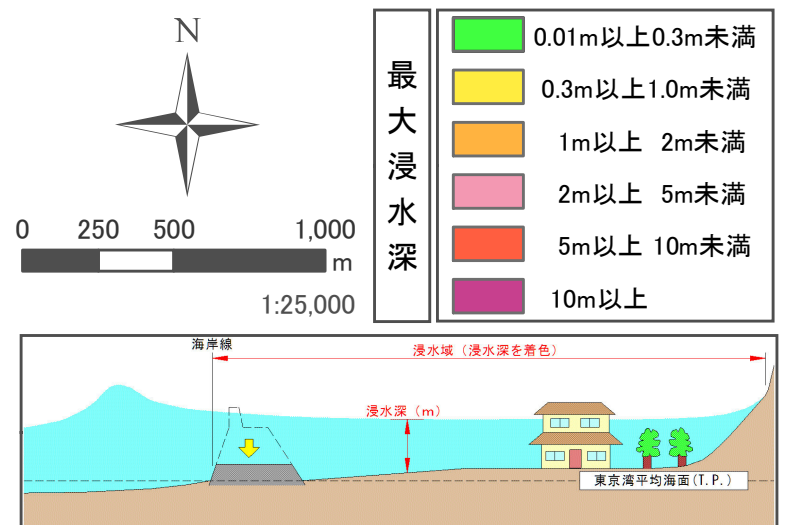 N
0 250 500 1,000
m
1:25,000
最大浸水深
0.01m以上0.3m未満
0.3m以上1.0m未満
1m以上 2m未満
2m以上 5m未満
5m以上 10m未満
10m以上
海岸線
浸水域（浸水深を着色）
浸水深（m）
東京湾平均海面(T.P.)